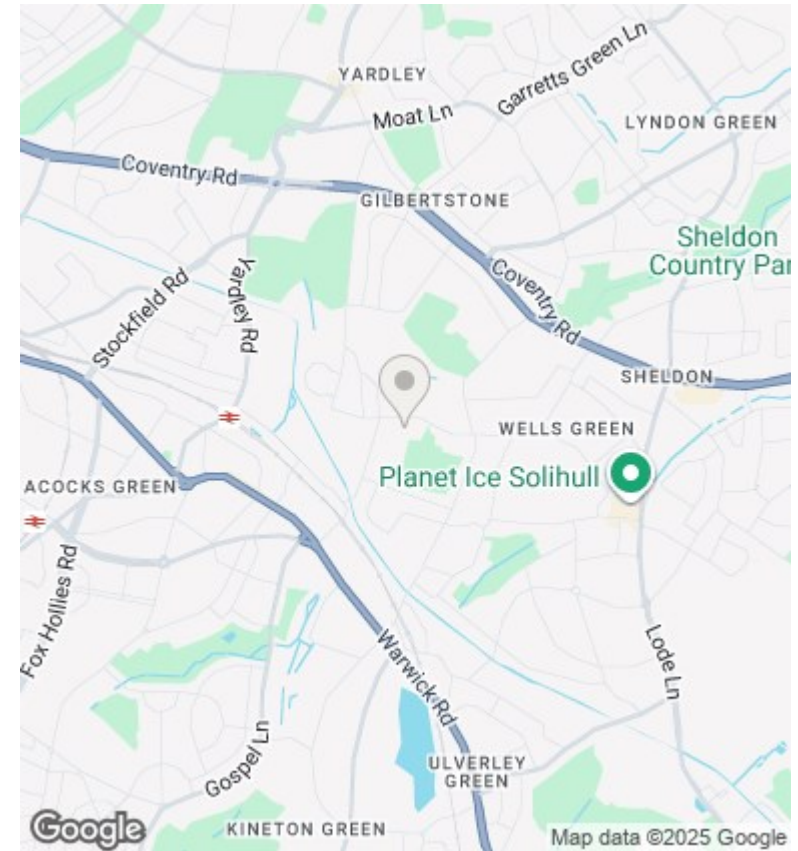 YARDLEY
Garretts Green Ln
Moat Ln
LYNDON GREEN
Coventry Rd
GILBERTSTONE
Sheldon
Country Par
Yardley Rd
Coventry Rd
Stockfield Rd
SHELDON
WELLS GREEN
Planet Ice Solihull
ACOCKS GREEN
Fox Hollies Rd
Warwick Rd
Lode Ln
Gospel Ln
ULVERLEY
GREEN
Google
KINETON GREEN
Map data ©2025 Google